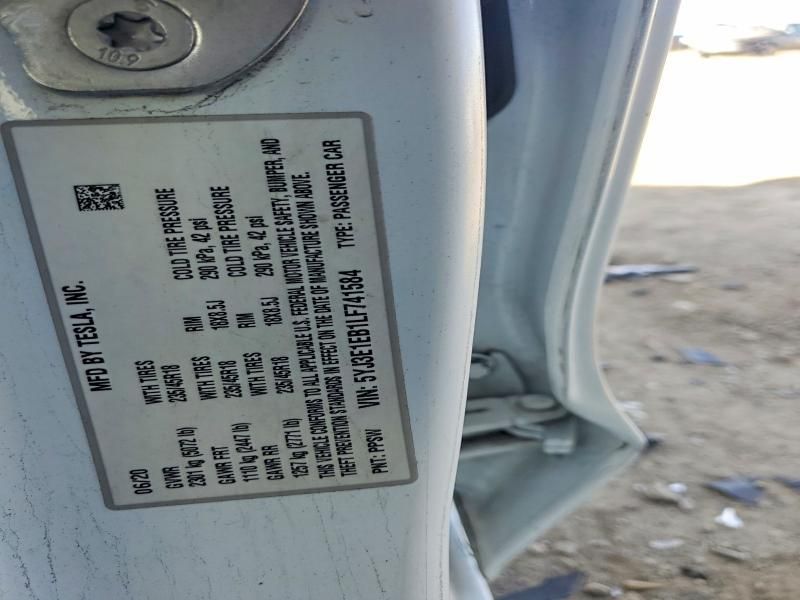 10.9
MFD BY TESLA, INC.
06/20
GVWR WITH TIRES RIM COLD TIRE PRESSURE
2301 kg (5072 lb) 235/45R18 18X8.5J 290 kPa, 42 psi
GAWR FRT WITH TIRES RIM COLD TIRE PRESSURE
1110 kg (2447 lb) 235/45R18 18X8.5J 290 kPa, 42 psi
GAWR RR WITH TIRES
1257 kg (2771 lb) 235/45R18
THIS VEHICLE CONFORMS TO ALL APPLICABLE U.S. FEDERAL MOTOR VEHICLE SAFETY, BUMPER, AND
THEFT PREVENTION STANDARDS IN EFFECT ON THE DATE OF MANUFACTURE SHOWN ABOVE.
PNT: PPSW VIN: 5YJ3E1EB1LF741584 TYPE: PASSENGER CAR